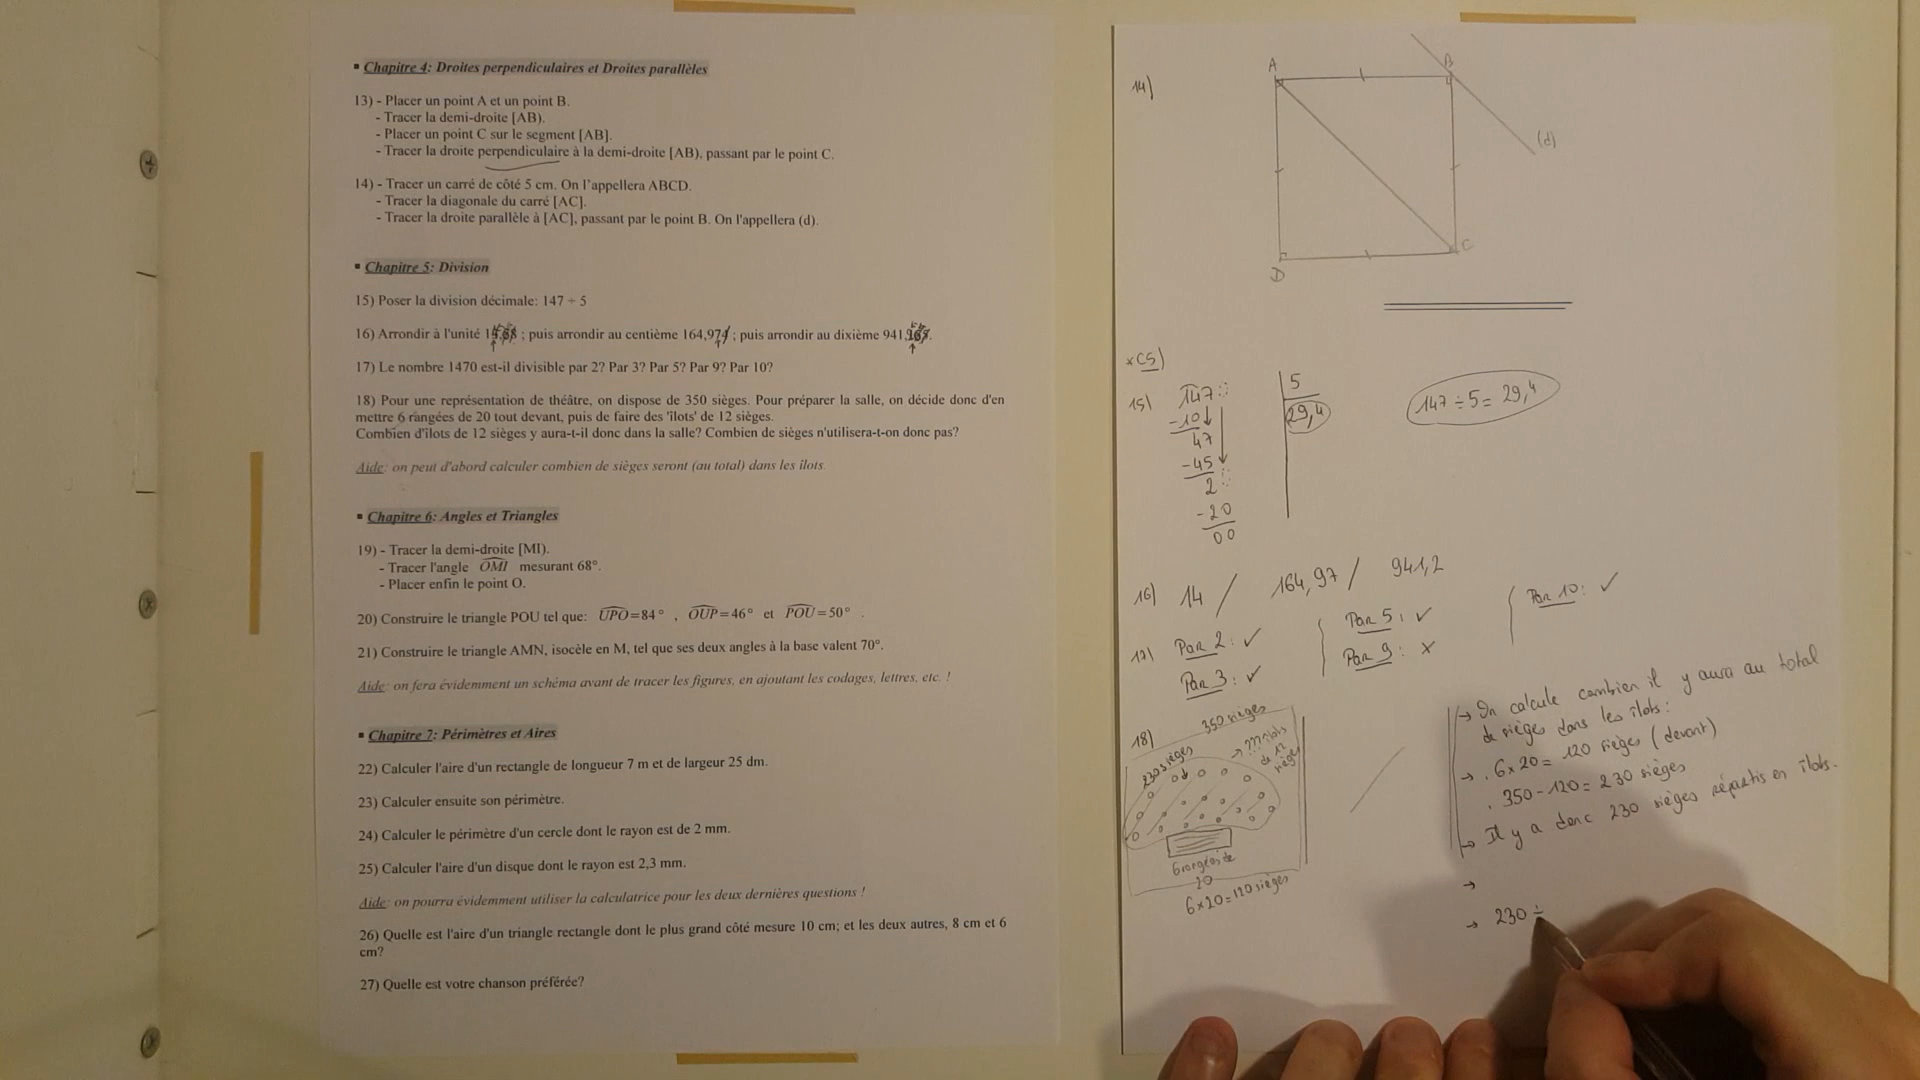 ▪ Chapitre 4: Droites perpendiculaires et Droites parallèles
13) - Placer un point A et un point B.
- Tracer la demi-droite [AB).
- Placer un point C sur le segment [AB].
- Tracer la droite perpendiculaire à la demi-droite [AB), passant par le point C.
14) - Tracer un carré de côté 5 cm. On l'appellera ABCD.
- Tracer la diagonale du carré [AC].
- Tracer la droite parallèle à [AC], passant par le point B. On l'appellera (d).
▪ Chapitre 5: Division
15) Poser la division décimale: 147 ÷ 5
16) Arrondir à l'unité ; puis arrondir au centième 164,974 ; puis arrondir au dixième
17) Le nombre 1470 est-il divisible par 2? Par 3? Par 5? Par 9? Par 10?
18) Pour une représentation de théâtre, on dispose de 350 sièges. Pour préparer la salle, on décide donc d'en
mettre 6 rangées de 20 tout devant, puis de faire des 'îlots' de 12 sièges.
Combien d'îlots de 12 sièges y aura-t-il donc dans la salle? Combien de sièges n'utilisera-t-on donc pas?
Aide: on peut d'abord calculer combien de sièges seront (au total) dans les îlots.
▪ Chapitre 6: Angles et Triangles
19) - Tracer la demi-droite [MI).
- Tracer l'angle OMI mesurant 68°.
- Placer enfin le point O.
20) Construire le triangle POU tel que: UPO=84° , OUP=46° et POU=50° .
21) Construire le triangle AMN, isocèle en M, tel que ses deux angles à la base valent 70°.
Aide: on fera évidemment un schéma avant de tracer les figures, en ajoutant les codages, lettres, etc. !
▪ Chapitre 7: Périmètres et Aires
22) Calculer l'aire d'un rectangle de longueur 7 m et de largeur 25 dm.
23) Calculer ensuite son périmètre.
24) Calculer le périmètre d'un cercle dont le rayon est de 2 mm.
25) Calculer l'aire d'un disque dont le rayon est 2,3 mm.
Aide: on pourra évidemment utiliser la calculatrice pour les deux dernières questions !
26) Quelle est l'aire d'un triangle rectangle dont le plus grand côté mesure 10 cm; et les deux autres, 8 cm et 6
cm?
27) Quelle est votre chanson préférée?
14)
A B
(d)
D C
*C5)
15) 147 5
-10 29,4
47
-45
2
-20
00
147 ÷ 5 = 29,4
16) 14 / 164,97 / 941,2
17) Par 2: ✓ Par 5: ✓ Par 10: ✓
Par 3: ✓ Par 9: ×
18) 350 sièges
230 sièges
→ ??? îlots
de 12
sièges
6 rangées de
20
6×20=120 sièges
→ On calcule combien il y aura au total
de sièges dans les îlots:
→ . 6×20= 120 sièges (devant)
. 350-120= 230 sièges
→ Il y a donc 230 sièges répartis en îlots.
→
→ 230 ÷